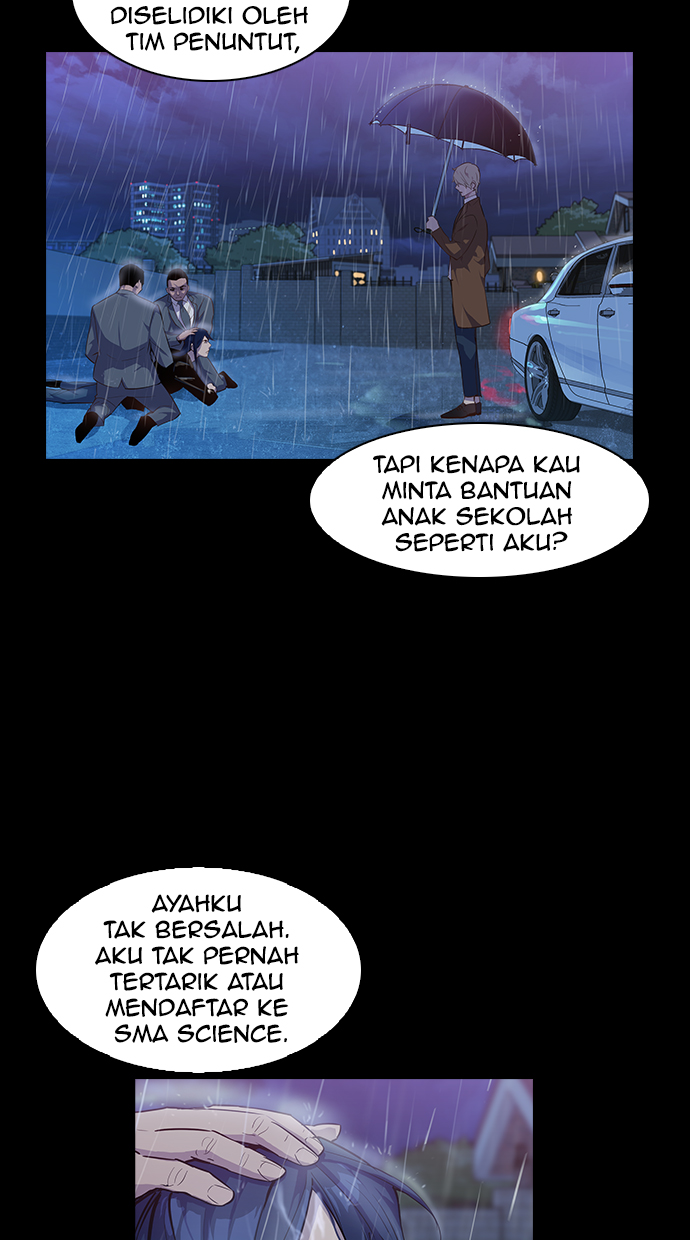 DISELIDIKI OLEH
TIM PENUNTUT,
TAPI KENAPA KAU
MINTA BANTUAN
ANAK SEKOLAH
SEPERTI AKU?
AYAHKU
TAK BERSALAH.
AKU TAK PERNAH
TERTARIK ATAU
MENDAFTAR KE
SMA SCIENCE.